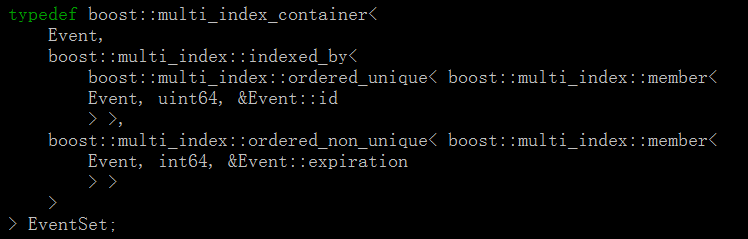 typedef boost::multi_index_container<
    Event,
    boost::multi_index::indexed_by<
        boost::multi_index::ordered_unique< boost::multi_index::member<
        Event, uint64, &Event::id
        > >,
    boost::multi_index::ordered_non_unique< boost::multi_index::member<
        Event, int64, &Event::expiration
        > >
    >
> EventSet;